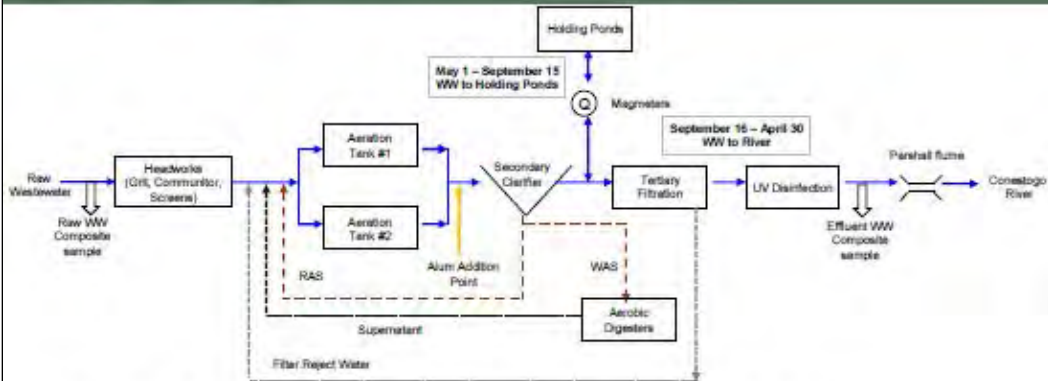 Holding Ponds
May 1 – September 15
WW to Holding Ponds
Q
Magmeters
September 16 – April 30
WW to River
Raw
Wastewater
Headworks
(Grit, Communitor,
Screens)
Aeration
Tank #1
Aeration
Tank #2
Secondary
Clarifier
Tertiary
Filtration
UV Disinfection
Parshall flume
Conestogo
River
Raw WW
Composite
sample
Effluent WW
Composite
sample
RAS
Alum Addition
Point
WAS
Aerobic
Digesters
Supernatant
Filter Reject Water